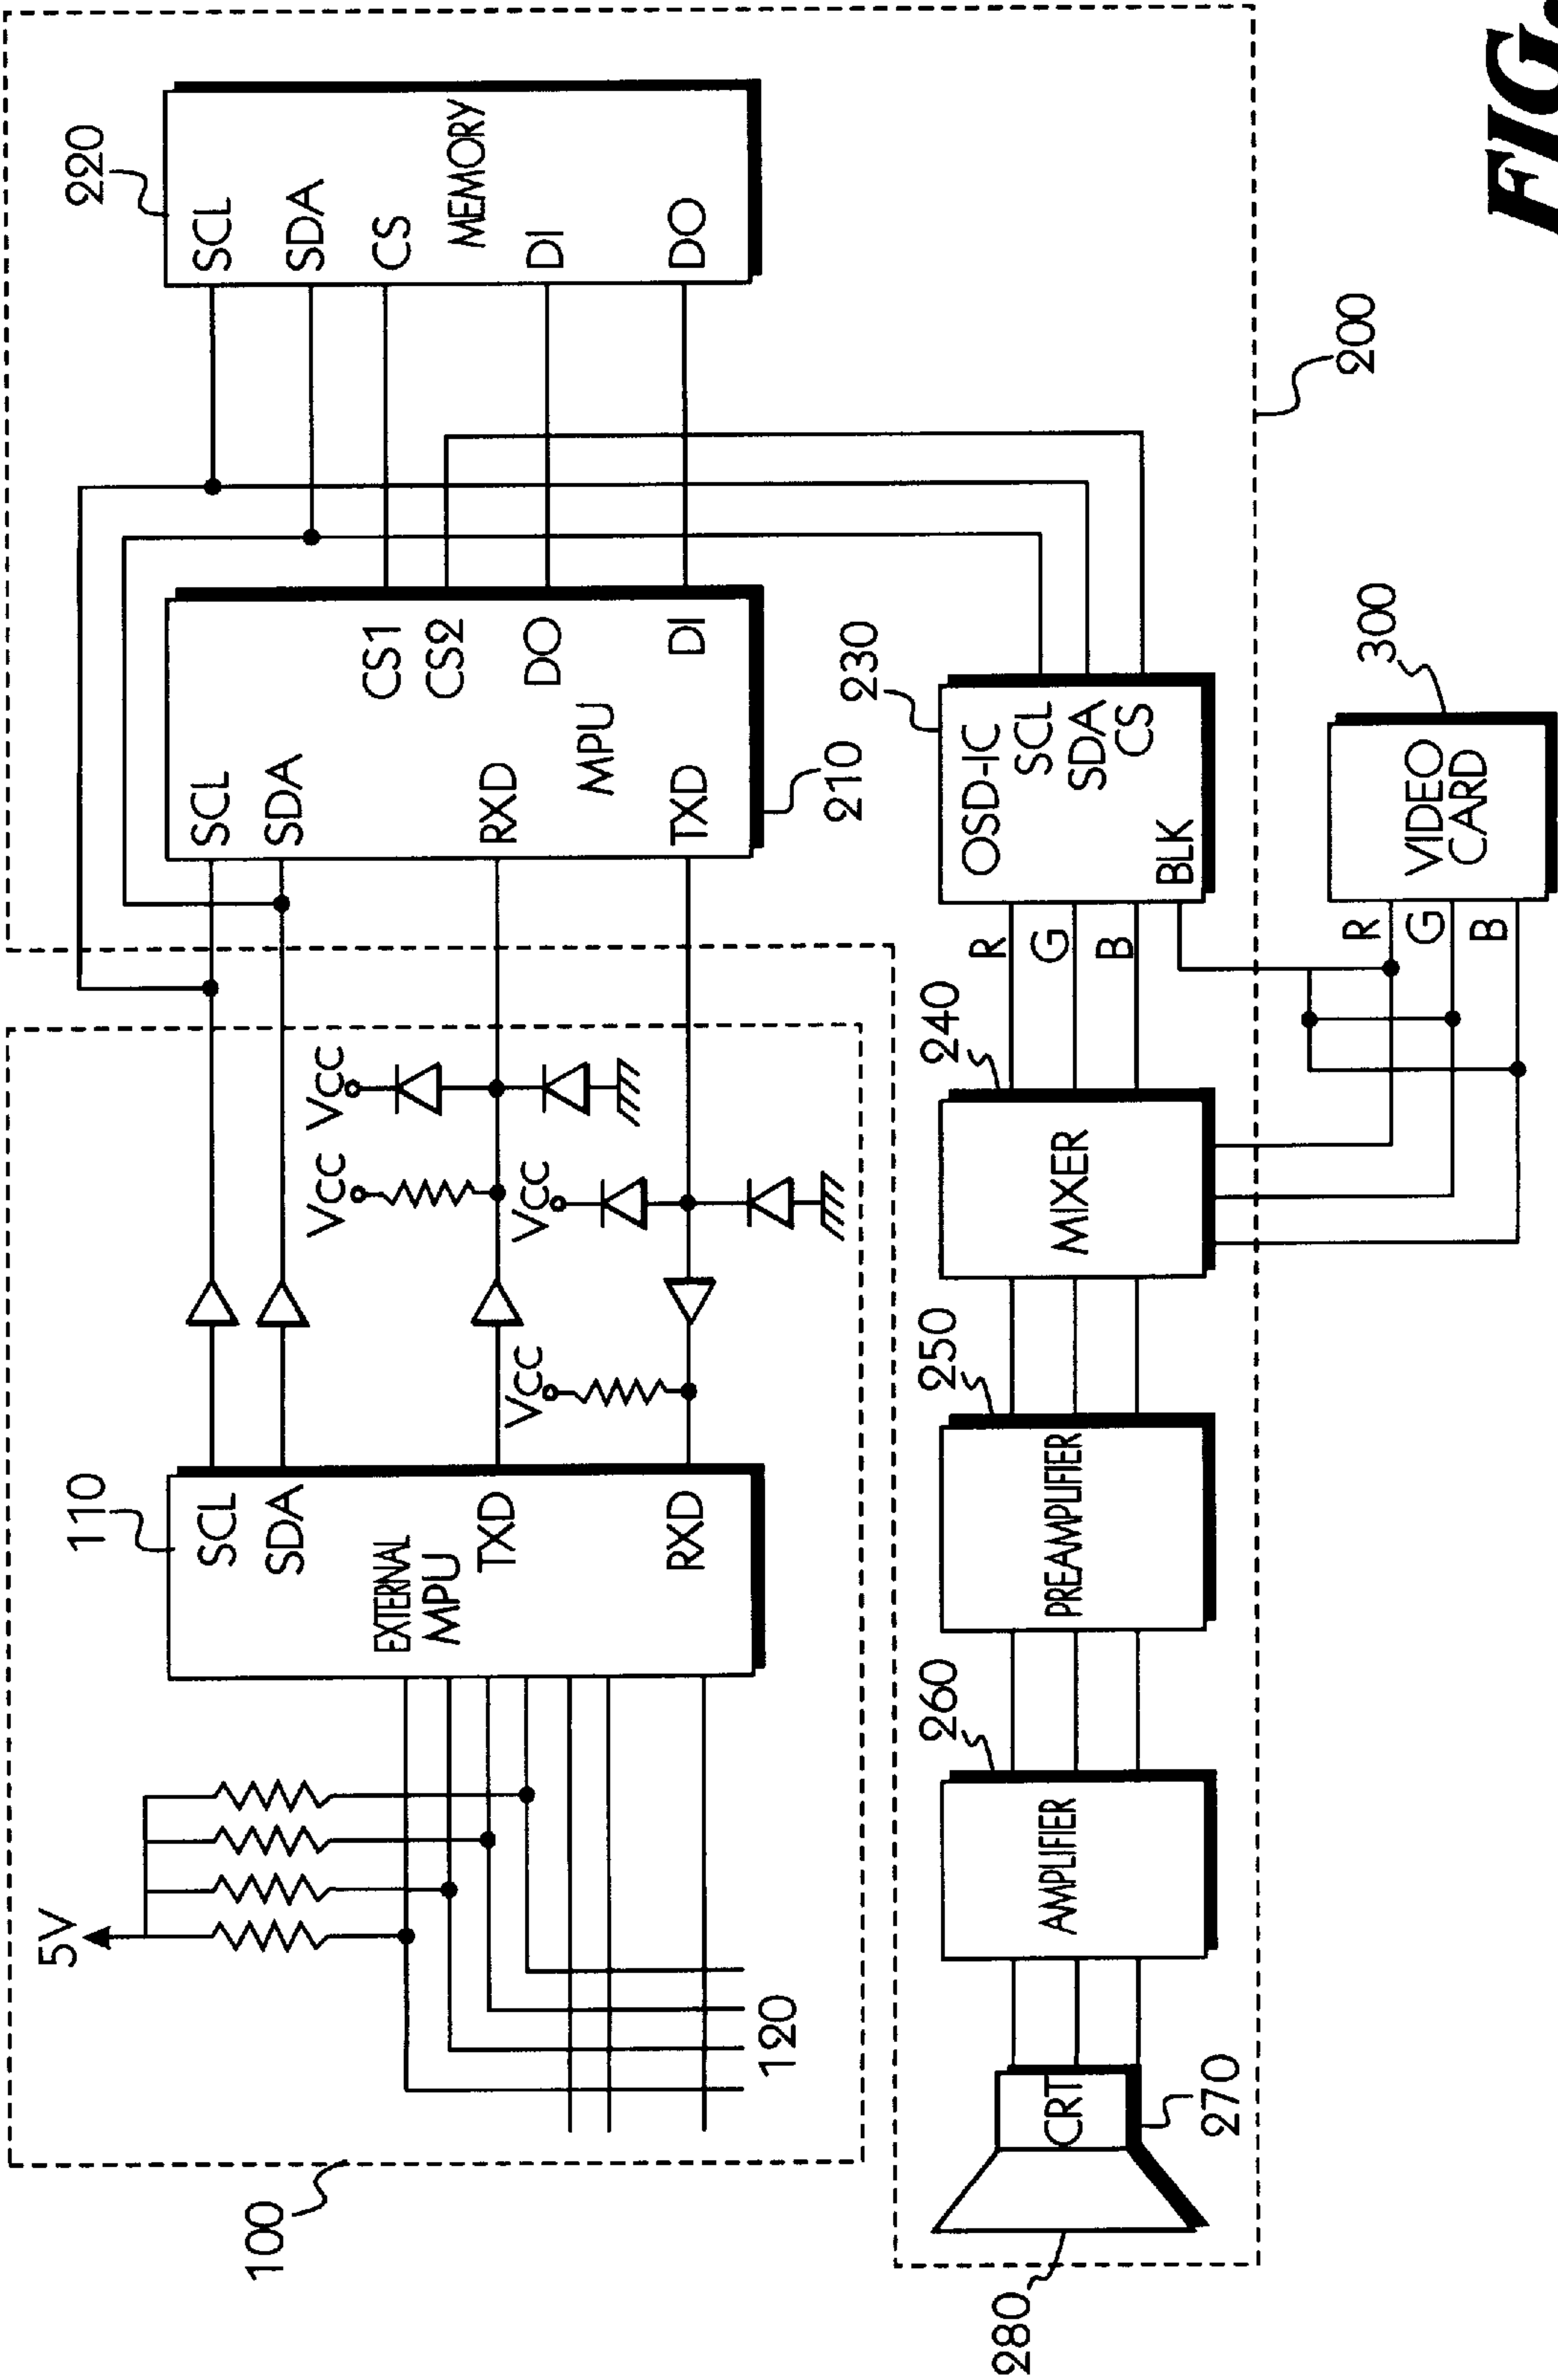 100
5V
120
110
EXTERNAL
MPU
SCL
SDA
TXD
RXD
VCC
VCC
VCC
VCC
210
SCL
SDA
RXD
MPU
TXD
CS1
CS2
DO
DI
220
SCL
SDA
CS
MEMORY
DI
DO
280
CRT
270
260
AMPLIFIER
250
PREAMPLIFIER
240
MIXER
R
G
B
230
OSD-IC
SCL
SDA
CS
BLK
200
R
G
B
VIDEO
CARD
300
FIG.